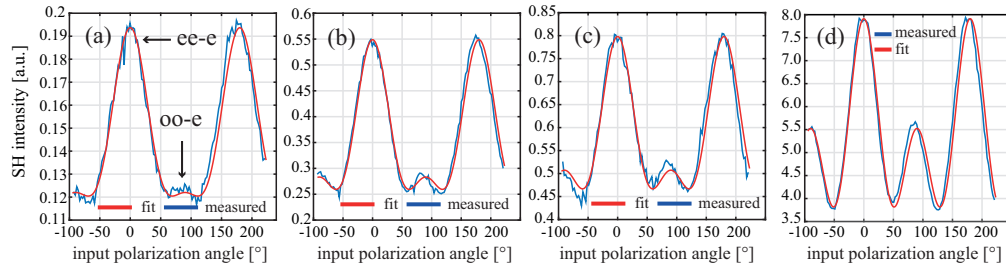 SH intensity [a.u.]
0.2
0.19
0.18
0.17
0.16
0.15
0.14
0.13
0.12
0.11
(a)
ee-e
oo-e
fit
measured
-100 -50 0 50 100 150 200
input polarization angle [°]
0.6
0.55
0.5
0.45
0.4
0.35
0.3
0.25
0.2
(b)
fit
measured
-100 -50 0 50 100 150 200
input polarization angle [°]
0.85
0.8
0.75
0.7
0.65
0.6
0.55
0.5
0.45
0.4
(c)
fit
measured
-100 -50 0 50 100 150 200
input polarization angle [°]
8.0
7.5
7.0
6.5
6.0
5.5
5.0
4.5
4.0
3.5
(d)
measured
fit
-100 -50 0 50 100 150 200
input polarization angle [°]